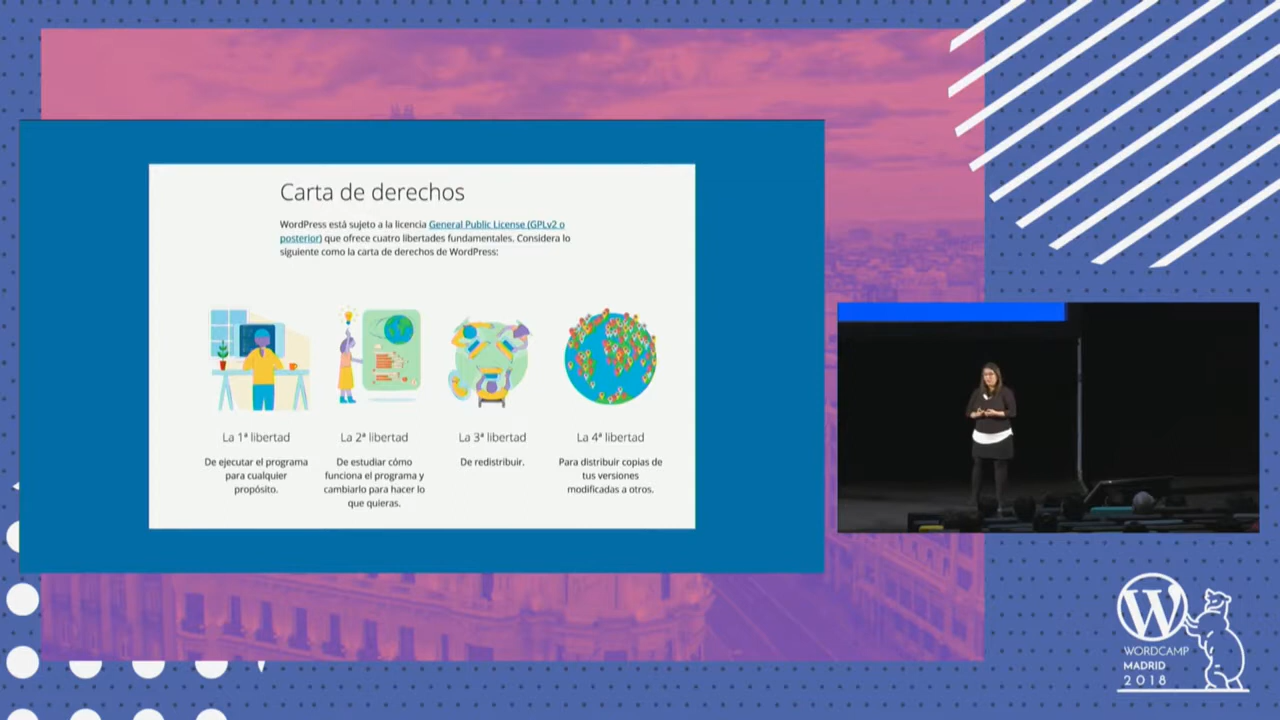 Carta de derechos
WordPress está sujeto a la licencia General Public License (GPLv2 o
posterior) que ofrece cuatro libertades fundamentales. Considera lo
siguiente como la carta de derechos de WordPress:
La 1ª libertad
De ejecutar el programa
para cualquier
propósito.
La 2ª libertad
De estudiar cómo
funciona el programa y
cambiarlo para hacer lo
que quieras.
La 3ª libertad
De redistribuir.
La 4ª libertad
Para distribuir copias de
tus versiones
modificadas a otros.
W
WORDCAMP
MADRID
2018